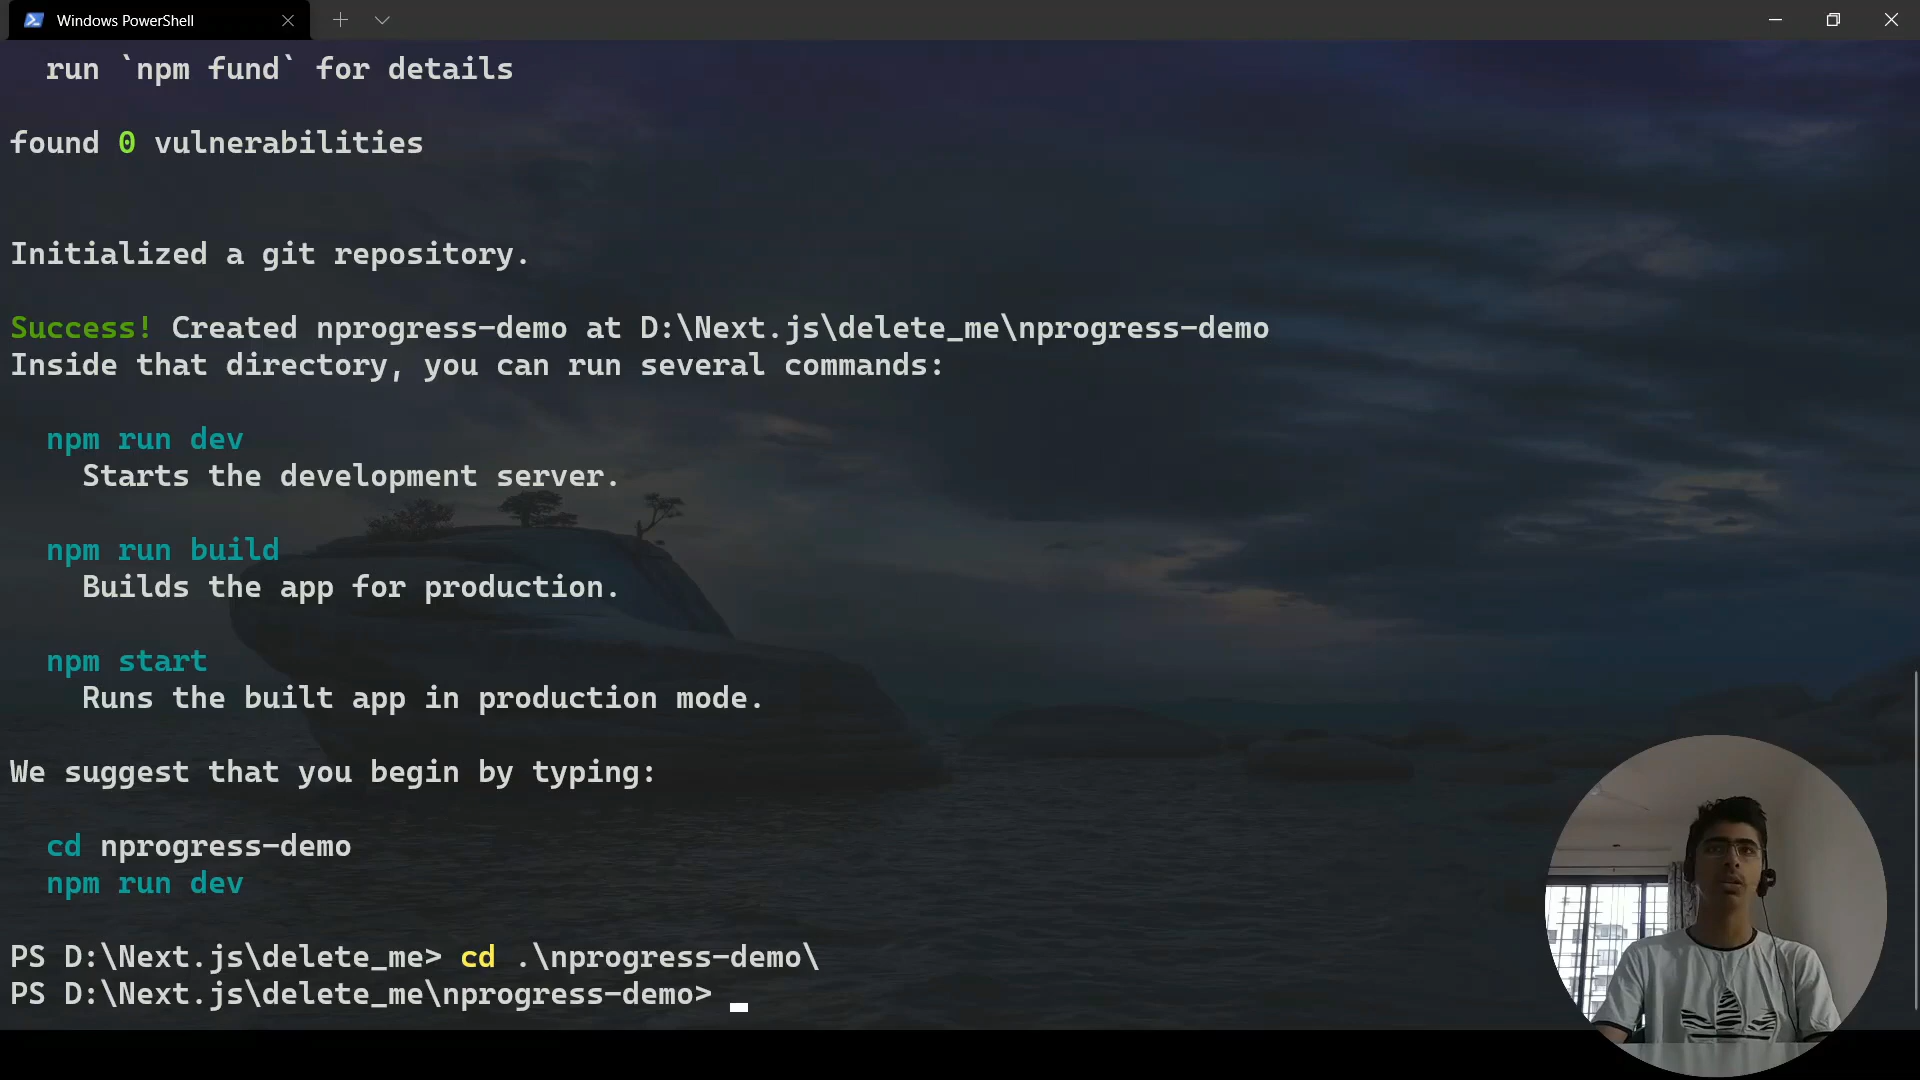 Windows PowerShell
run `npm fund` for details
found 0 vulnerabilities
Initialized a git repository.
Success! Created nprogress-demo at D:\Next.js\delete_me\nprogress-demo
Inside that directory, you can run several commands:
npm run dev
Starts the development server.
npm run build
Builds the app for production.
npm start
Runs the built app in production mode.
We suggest that you begin by typing:
cd nprogress-demo
npm run dev
PS D:\Next.js\delete_me> cd .\nprogress-demo\
PS D:\Next.js\delete_me\nprogress-demo>